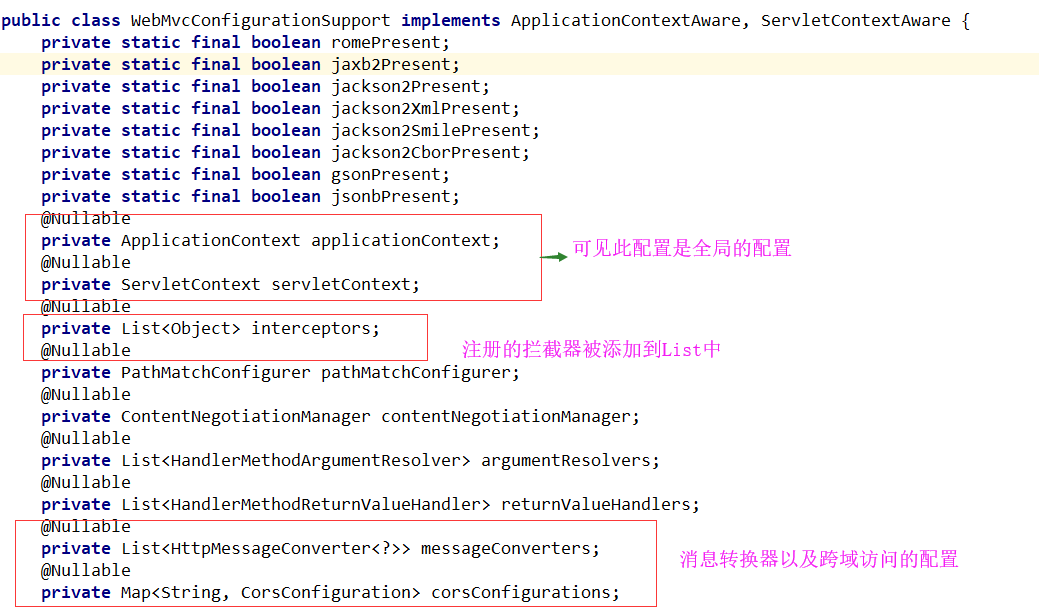 public class WebMvcConfigurationSupport implements ApplicationContextAware, ServletContextAware {
private static final boolean romePresent;
private static final boolean jaxb2Present;
private static final boolean jackson2Present;
private static final boolean jackson2XmlPresent;
private static final boolean jackson2SmilePresent;
private static final boolean jackson2CborPresent;
private static final boolean gsonPresent;
private static final boolean jsonbPresent;
@Nullable
private ApplicationContext applicationContext;
可见此配置是全局的配置
@Nullable
private ServletContext servletContext;
@Nullable
private List<Object> interceptors;
注册的拦截器被添加到List中
@Nullable
private PathMatchConfigurer pathMatchConfigurer;
@Nullable
private ContentNegotiationManager contentNegotiationManager;
@Nullable
private List<HandlerMethodArgumentResolver> argumentResolvers;
@Nullable
private List<HandlerMethodReturnValueHandler> returnValueHandlers;
@Nullable
private List<HttpMessageConverter<?>> messageConverters;
消息转换器以及跨域访问的配置
@Nullable
private Map<String, CorsConfiguration> corsConfigurations;